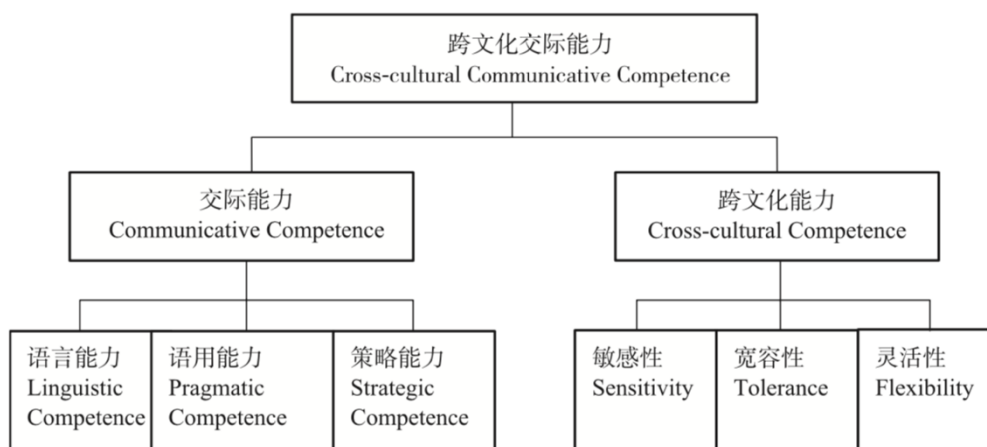 跨文化交际能力
Cross-cultural Communicative Competence
交际能力
Communicative Competence
跨文化能力
Cross-cultural Competence
语言能力
Linguistic
Competence
语用能力
Pragmatic
Competence
策略能力
Strategic
Competence
敏感性
Sensitivity
宽容性
Tolerance
灵活性
Flexibility